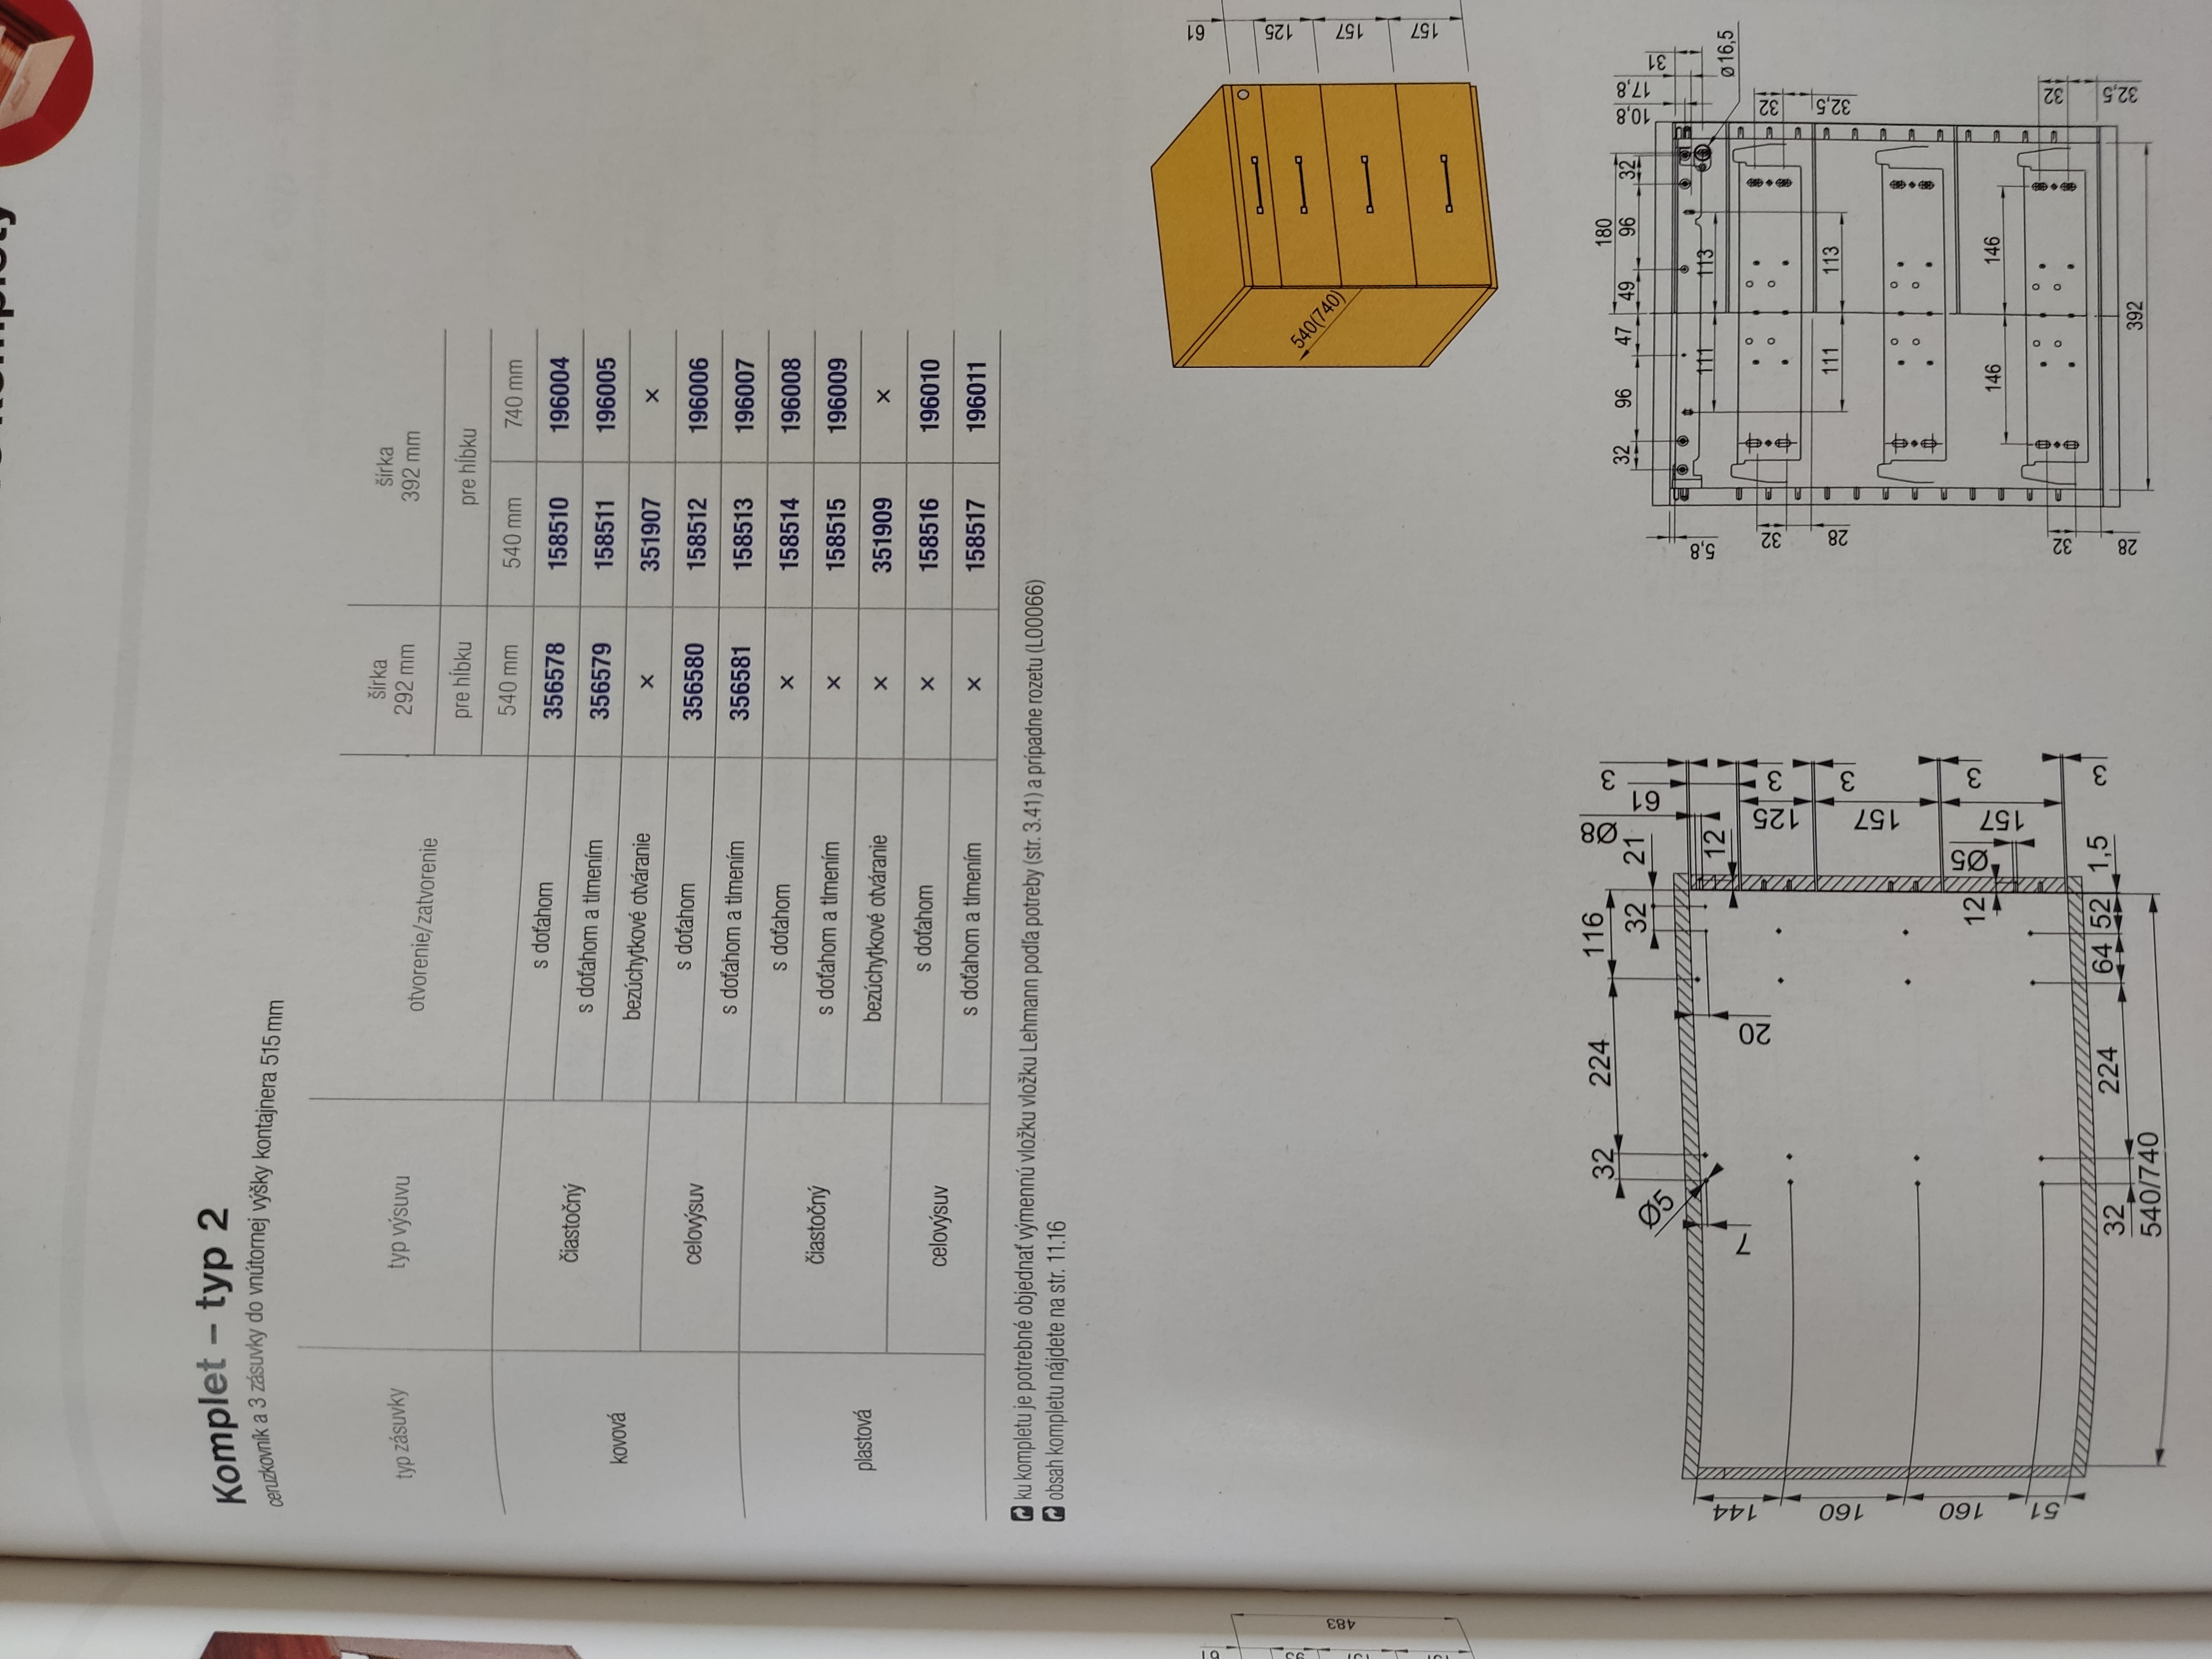 komplety
Komplet – typ 2
ceruzkovník a 3 zásuvky do vnútornej výšky kontajnera 515 mm
typ zásuvky
typ výsuvu
otvorenie/zatvorenie
šírka
292 mm
šírka
392 mm
pre hĺbku
pre hĺbku
540 mm
540 mm
740 mm
kovová
čiastočný
s doťahom
356578
158510
196004
s doťahom a tlmením
356579
158511
196005
bezúchytkové otváranie
×
351907
×
celovýsuv
s doťahom
356580
158512
196006
s doťahom a tlmením
356581
158513
196007
plastová
čiastočný
s doťahom
×
158514
196008
s doťahom a tlmením
×
158515
196009
bezúchytkové otváranie
×
351909
×
celovýsuv
s doťahom
×
158516
196010
s doťahom a tlmením
×
158517
196011
ku kompletu je potrebné objednať výmennú vložku vložku Lehmann podľa potreby (str. 3.41) a prípadne rozetu (L00066)
obsah kompletu nájdete na str. 11.16
483
540(740)
61
125
157
157
32
224
116
Ø8
3
32
21
61
Ø5
7
20
12
144
160
160
51
125
3
157
3
12
Ø5
157
3
3
32
224
64
52
1,5
540/740
180
32
96
47
49
96
32
10,8
17,8
31
5,8
111
113
ø16,5
32
28
32
32,5
111
113
146
146
32
28
32
32,5
392